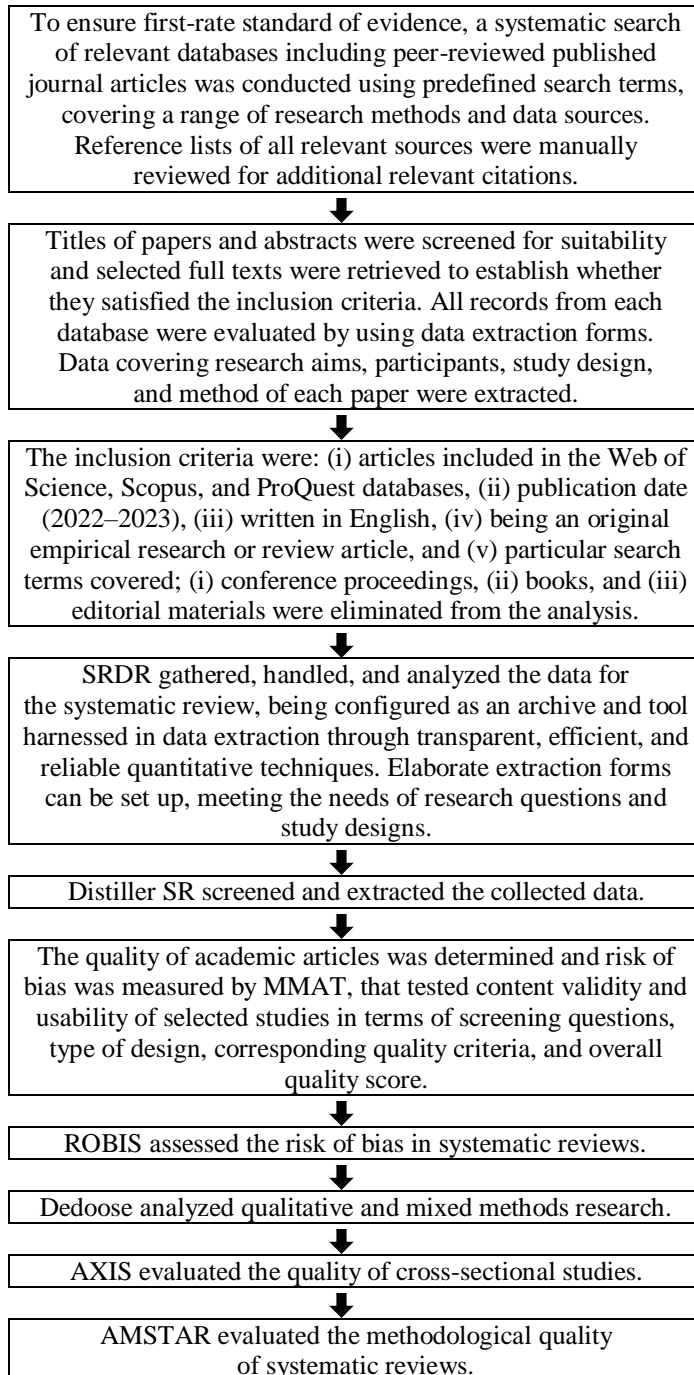 To ensure first-rate standard of evidence, a systematic search
of relevant databases including peer-reviewed published
journal articles was conducted using predefined search terms,
covering a range of research methods and data sources.
Reference lists of all relevant sources were manually
reviewed for additional relevant citations.
Titles of papers and abstracts were screened for suitability
and selected full texts were retrieved to establish whether
they satisfied the inclusion criteria. All records from each
database were evaluated by using data extraction forms.
Data covering research aims, participants, study design,
and method of each paper were extracted.
The inclusion criteria were: (i) articles included in the Web of
Science, Scopus, and ProQuest databases, (ii) publication date
(2022–2023), (iii) written in English, (iv) being an original
empirical research or review article, and (v) particular search
terms covered; (i) conference proceedings, (ii) books, and (iii)
editorial materials were eliminated from the analysis.
SRDR gathered, handled, and analyzed the data for
the systematic review, being configured as an archive and tool
harnessed in data extraction through transparent, efficient, and
reliable quantitative techniques. Elaborate extraction forms
can be set up, meeting the needs of research questions and
study designs.
Distiller SR screened and extracted the collected data.
The quality of academic articles was determined and risk of
bias was measured by MMAT, that tested content validity and
usability of selected studies in terms of screening questions,
type of design, corresponding quality criteria, and overall
quality score.
ROBIS assessed the risk of bias in systematic reviews.
Dedoose analyzed qualitative and mixed methods research.
AXIS evaluated the quality of cross-sectional studies.
AMSTAR evaluated the methodological quality
of systematic reviews.